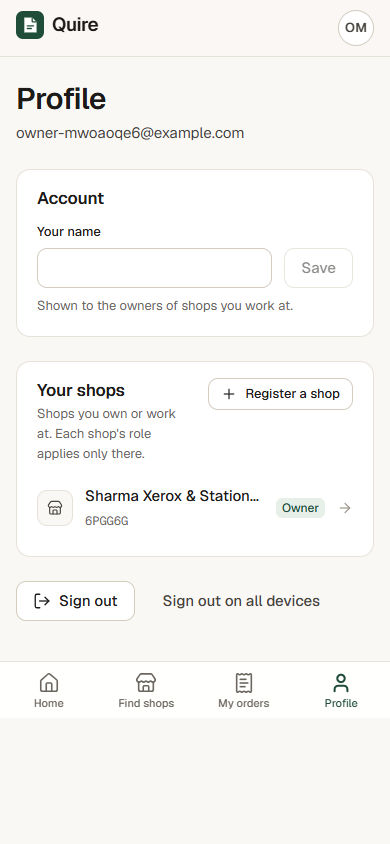 Quire
OM
Profile
owner-mwoaoqe6@example.com
Account
Your name
Save
Shown to the owners of shops you work at.
Your shops
Register a shop
Shops you own or work
at. Each shop's role
applies only there.
Sharma Xerox & Station...
6PGG6G
Owner
Sign out
Sign out on all devices
Home
Find shops
My orders
Profile